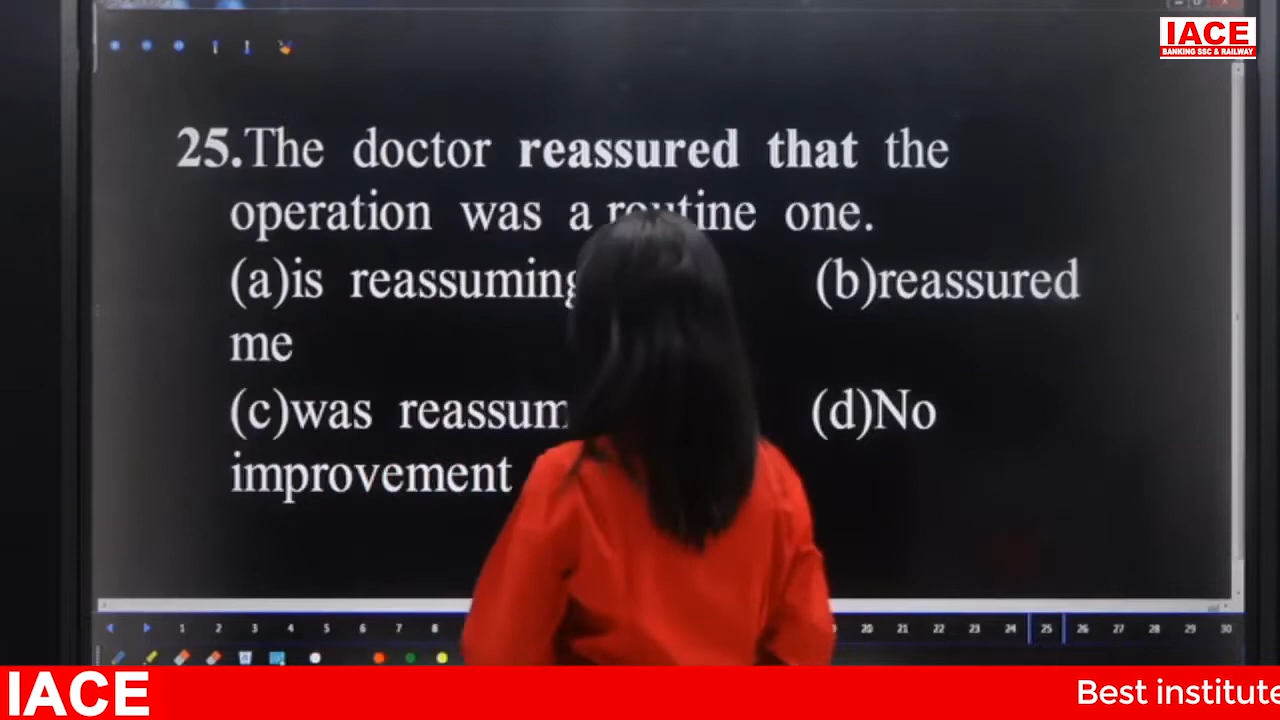 IACE
BANKING SSC & RAILWAY
25.The doctor reassured that the
operation was a routine one.
(a)is reassuming (b)reassured
me
(c)was (d)No
improvement
1 2 3 4 5 6 7 8 20 21 22 23 24 25 26 27 28 29 30
IACE
Best institute